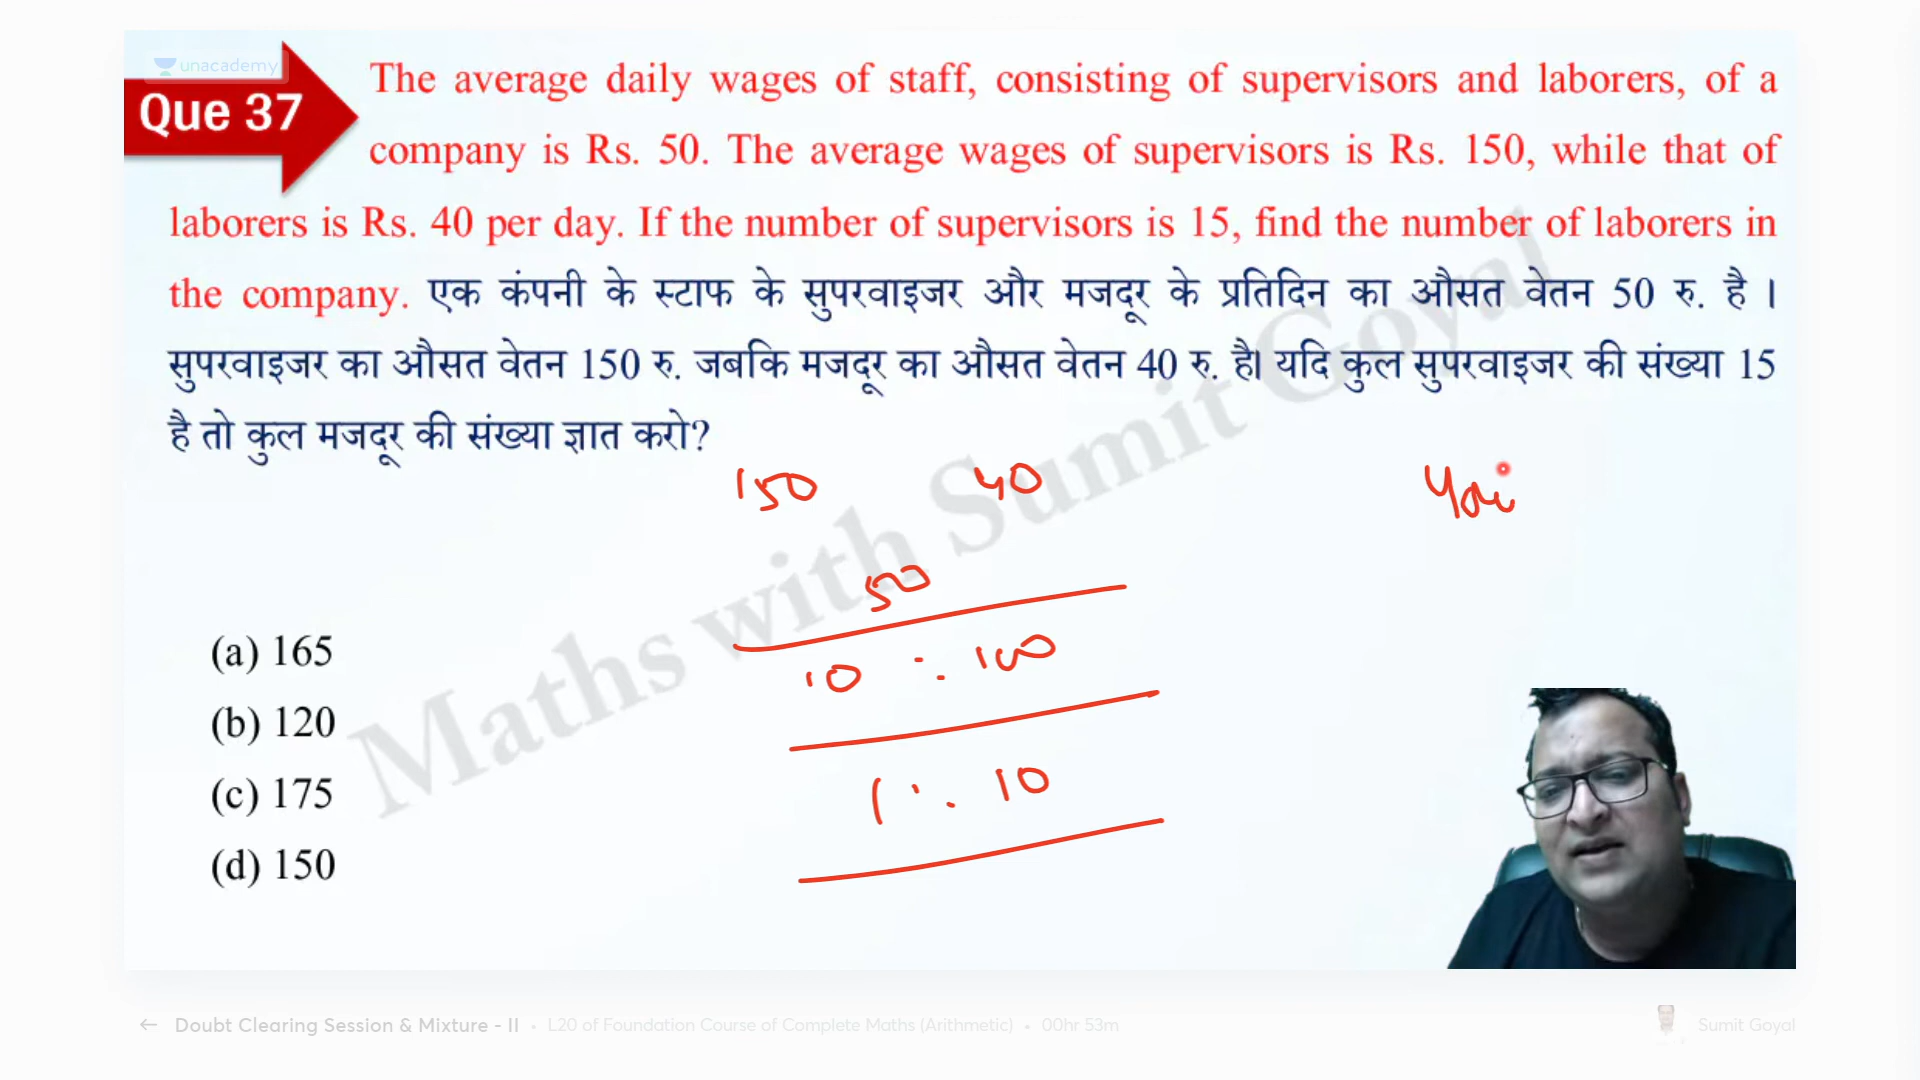 unacademy
Que 37
The average daily wages of staff, consisting of supervisors and laborers, of a
company is Rs. 50. The average wages of supervisors is Rs. 150, while that of
laborers is Rs. 40 per day. If the number of supervisors is 15, find the number of laborers in
the company. एक कंपनी के स्टाफ के सुपरवाइजर और मजदूर के प्रतिदिन का औसत वेतन 50 रु. है ।
सुपरवाइजर का औसत वेतन 150 रु. जबकि मजदूर का औसत वेतन 40 रु. है। यदि कुल सुपरवाइजर की संख्या 15
है तो कुल मजदूर की संख्या ज्ञात करो?
150 40
50
10 : 100
1 : 10
(a) 165
(b) 120
(c) 175
(d) 150
Maths with Sumit Goyal
← Doubt Clearing Session & Mixture - II • L20 of Foundation Course of Complete Maths (Arithmetic) • 00hr 53m
Sumit Goyal